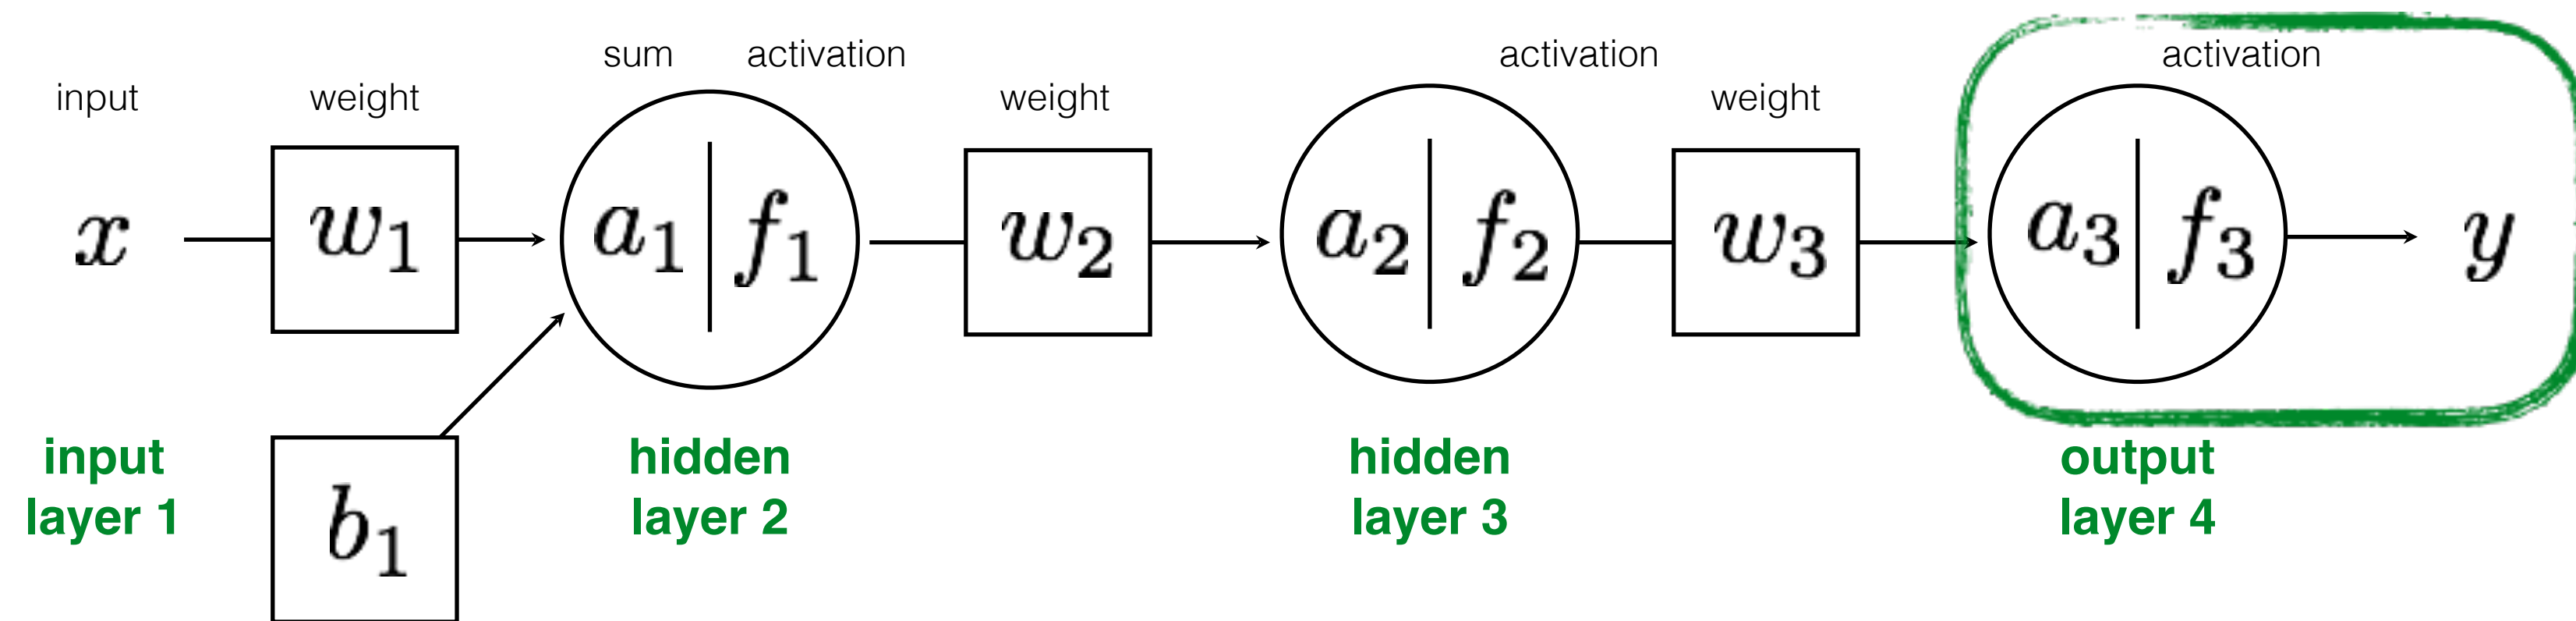 sum activation activation activation
input weight weight weight
x w₁ a₁ f₁ w₂ a₂ f₂ w₃ a₃ f₃ y
input hidden hidden output
layer 1 layer 2 layer 3 layer 4
b₁